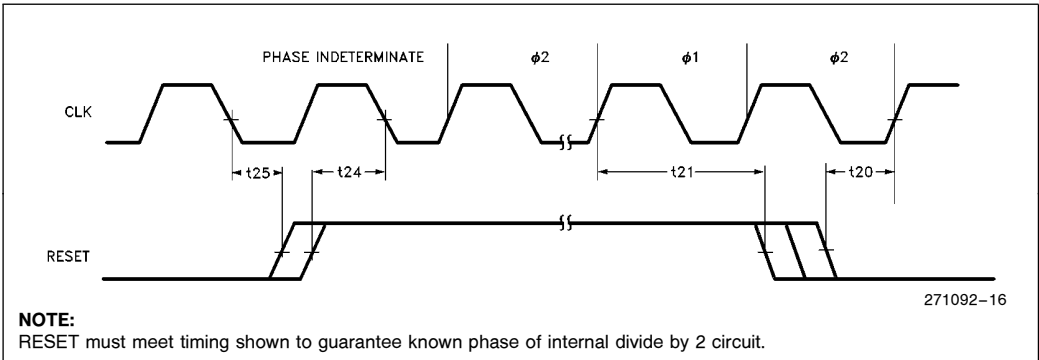 PHASE INDETERMINATE ϕ2 ϕ1 ϕ2
CLK
t25 t24 t21 t20
RESET
271092–16
NOTE:
RESET must meet timing shown to guarantee known phase of internal divide by 2 circuit.